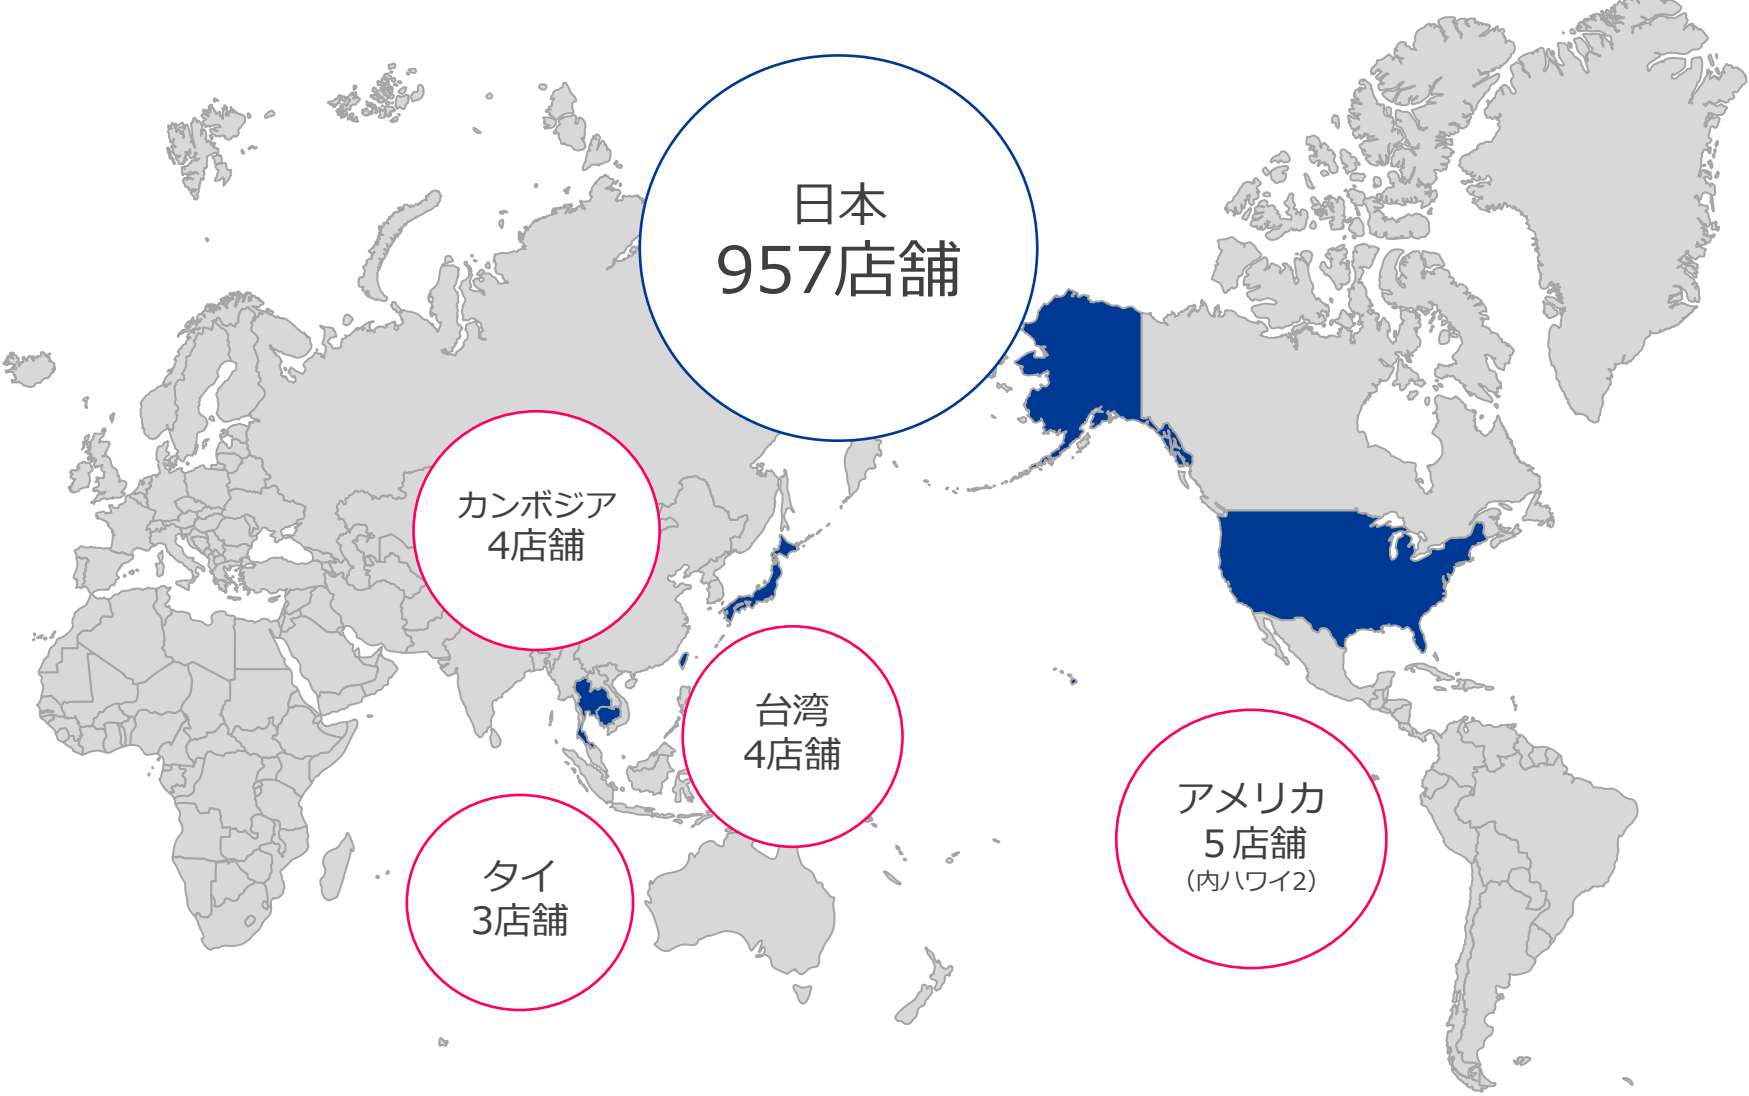 日本
957店舗
カンボジア
4店舗
台湾
4店舗
アメリカ
５店舗
（内ハワイ2）
タイ
3店舗